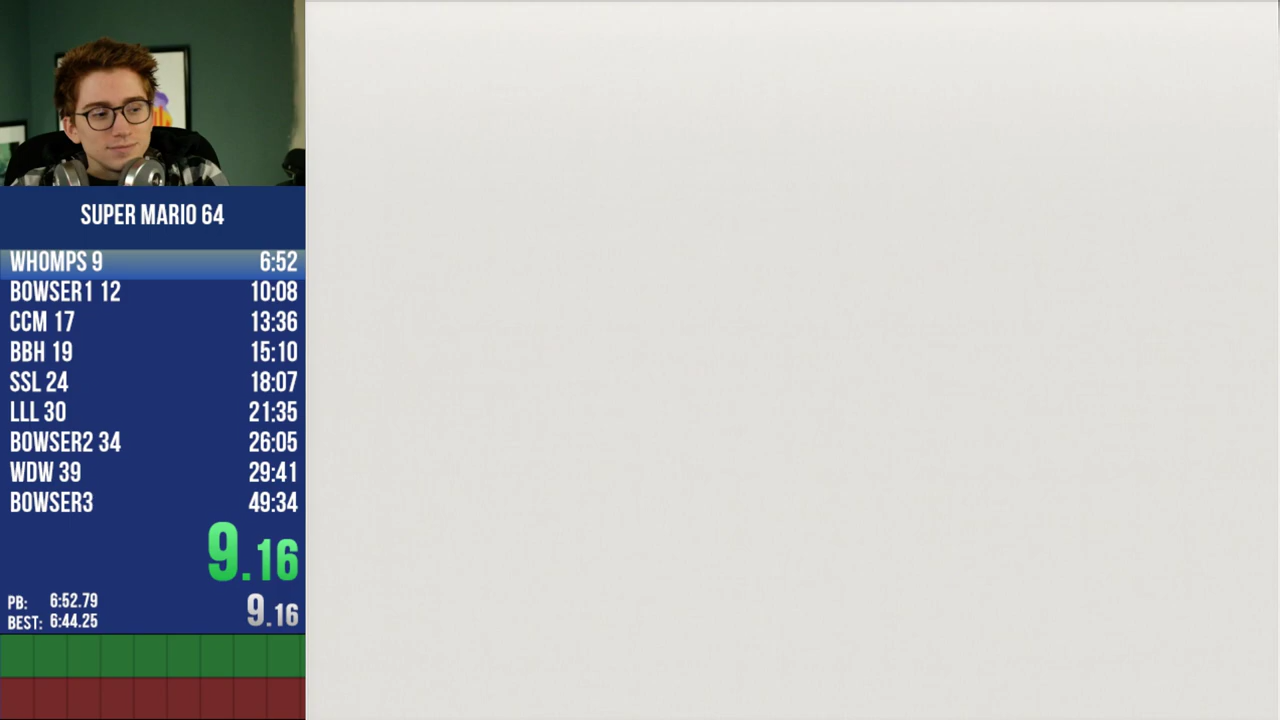 SUPER MARIO 64
WHOMPS 9 6:52
BOWSER1 12 10:08
CCM 17 13:36
BBH 19 15:10
SSL 24 18:07
LLL 30 21:35
BOWSER2 34 26:05
WDW 39 29:41
BOWSER3 49:34
9.16
PB: 6:52.79
BEST: 6:44.25
9.16